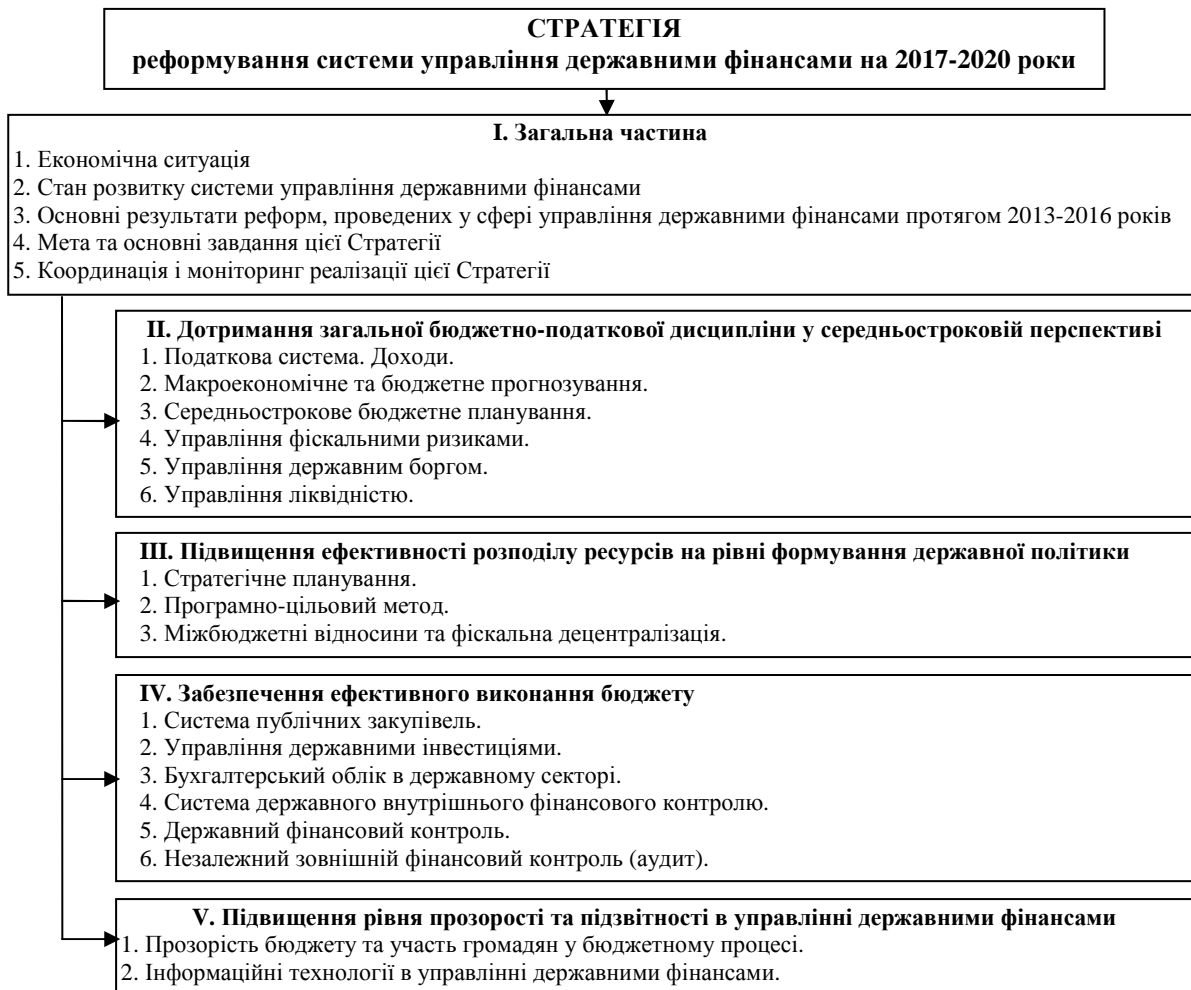 СТРАТЕГІЯ
реформування системи управління державними фінансами на 2017-2020 роки
І. Загальна частина
1. Економічна ситуація
2. Стан розвитку системи управління державними фінансами
3. Основні результати реформ, проведених у сфері управління державними фінансами протягом 2013-2016 років
4. Мета та основні завдання цієї Стратегії
5. Координація і моніторинг реалізації цієї Стратегії
ІІ. Дотримання загальної бюджетно-податкової дисципліни у середньостроковій перспективі
1. Податкова система. Доходи.
2. Макроекономічне та бюджетне прогнозування.
3. Середньострокове бюджетне планування.
4. Управління фіскальними ризиками.
5. Управління державним боргом.
6. Управління ліквідністю.
ІІІ. Підвищення ефективності розподілу ресурсів на рівні формування державної політики
1. Стратегічне планування.
2. Програмно-цільовий метод.
3. Міжбюджетні відносини та фіскальна децентралізація.
IV. Забезпечення ефективного виконання бюджету
1. Система публічних закупівель.
2. Управління державними інвестиціями.
3. Бухгалтерський облік в державному секторі.
4. Система державного внутрішнього фінансового контролю.
5. Державний фінансовий контроль.
6. Незалежний зовнішній фінансовий контроль (аудит).
V. Підвищення рівня прозорості та підзвітності в управлінні державними фінансами
1. Прозорість бюджету та участь громадян у бюджетному процесі.
2. Інформаційні технології в управлінні державними фінансами.